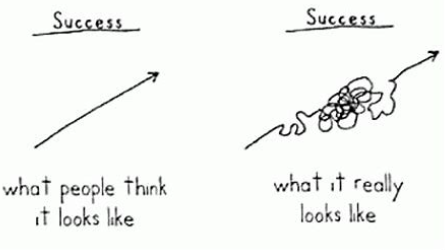 Success
what people think
it looks like
Success
what it really
looks like